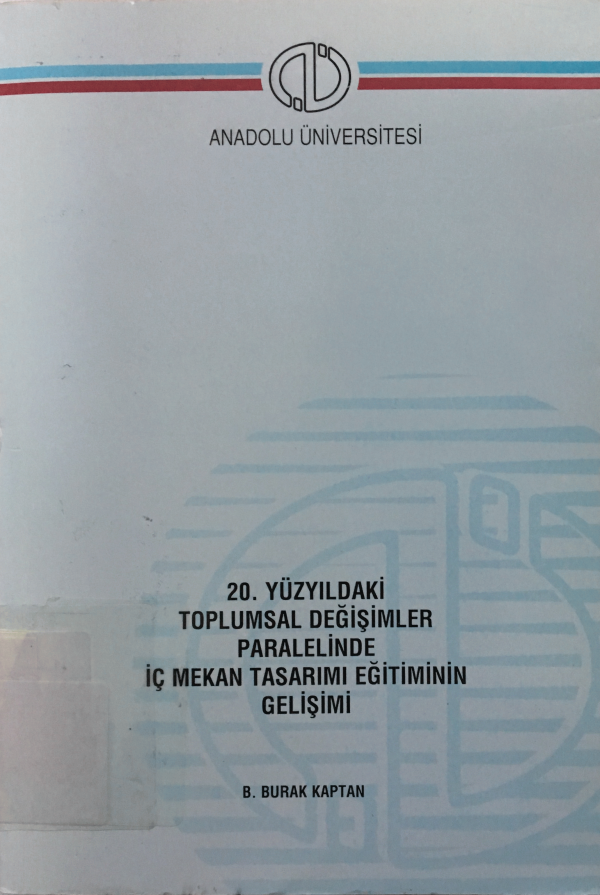 ANADOLU ÜNİVERSİTESİ
20. YÜZYILDAKİ
TOPLUMSAL DEĞİŞİMLER
PARALELİNDE
İÇ MEKAN TASARIMI EĞİTİMİNİN
GELİŞİMİ
B. BURAK KAPTAN